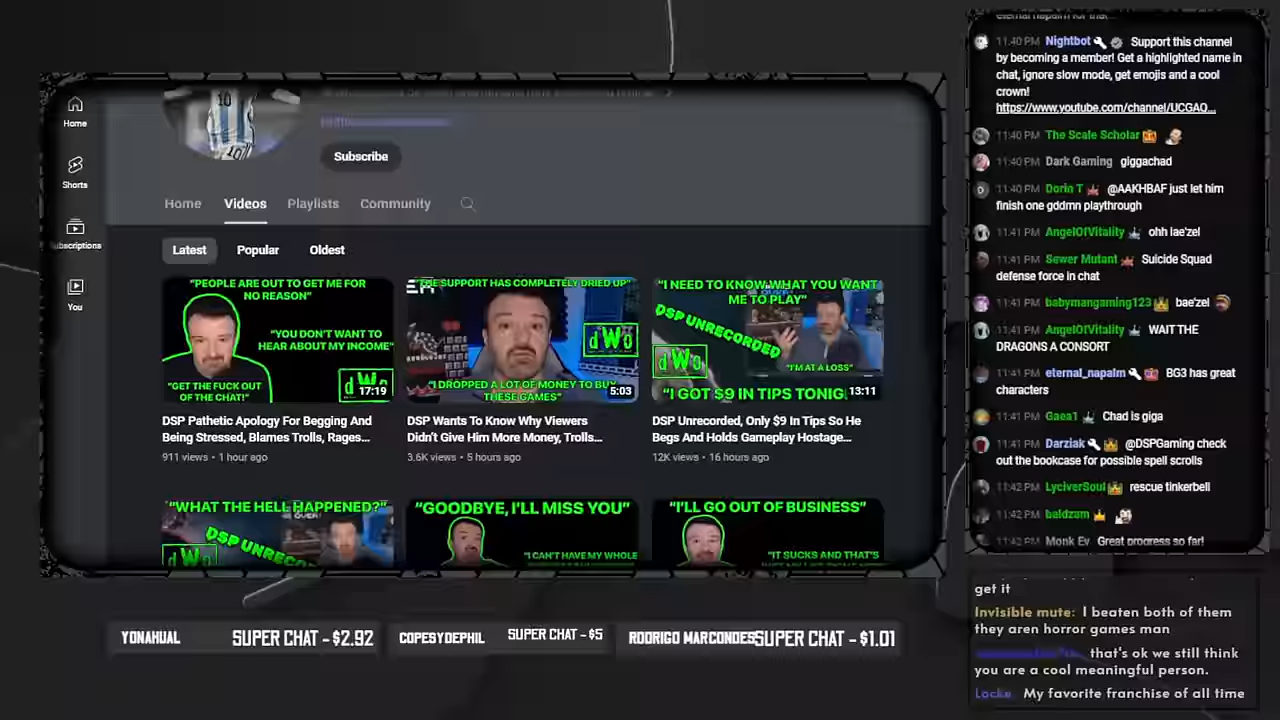 Home
Shorts
Subscriptions
You
Subscribe
Home Videos Playlists Community
Latest Popular Oldest
"PEOPLE ARE OUT TO GET ME FOR
NO REASON"
"YOU DON'T WANT TO
HEAR ABOUT MY INCOME"
"GET THE FUCK OUT
OF THE CHAT!"
dWo
17:19
DSP Pathetic Apology For Begging And
Being Stressed, Blames Trolls, Rages...
911 views • 1 hour ago
"THE SUPPORT HAS COMPLETELY DRIED UP"
dWo
"I DROPPED A LOT OF MONEY TO BUY
THESE GAMES"
5:03
DSP Wants To Know Why Viewers
Didn't Give Him More Money, Trolls...
3.6K views • 5 hours ago
"I NEED TO KNOW WHAT YOU WANT
ME TO PLAY"
DSP UNRECORDED
dWo
"I'M AT A LOSS"
"I GOT $9 IN TIPS
13:11
DSP Unrecorded, Only $9 In Tips So He
Begs And Holds Gameplay Hostage...
12K views • 16 hours ago
"WHAT THE HELL HAPPENED?"
DSP
dWo
"GOODBYE, I'LL MISS YOU"
"I CAN'T HAVE MY WHOLE
"I'LL GO OUT OF BUSINESS"
"IT SUCKS AND THAT'S
YONAHUAL SUPER CHAT - $2.92
COPESYDEPHIL SUPER CHAT - $5
RODRIGO MARCONDES SUPER CHAT - $1.01
11:40 PM Nightbot Support this channel
by becoming a member! Get a highlighted name in
chat, ignore slow mode, get emojis and a cool
crown!
https://www.youtube.com/channel/UCGAO...
11:40 PM The Scale Scholar
11:40 PM Dark Gaming giggachad
11:40 PM Dorin T @AAKHBAF just let him
finish one gddmn playthrough
11:41 PM AngelOfVitality ohh lae'zel
11:41 PM Sewer Mutant Suicide Squad
defense force in chat
11:41 PM babymangaming123 bae'zel
11:41 PM AngelOfVitality WAIT THE
DRAGONS A CONSORT
11:41 PM eternal_napalm BG3 has great
characters
11:41 PM Gaea1 Chad is giga
11:41 PM Darziak @DSPGaming check
out the bookcase for possible spell scrolls
11:42 PM LyciverSoul rescue tinkerbell
11:42 PM baldzam
11:42 PM Monk Ev Great progress so far!
get it
Invisible mute: I beaten both of them
they aren horror games man
that's ok we still think
you are a cool meaningful person.
Locke: My favorite franchise of all time